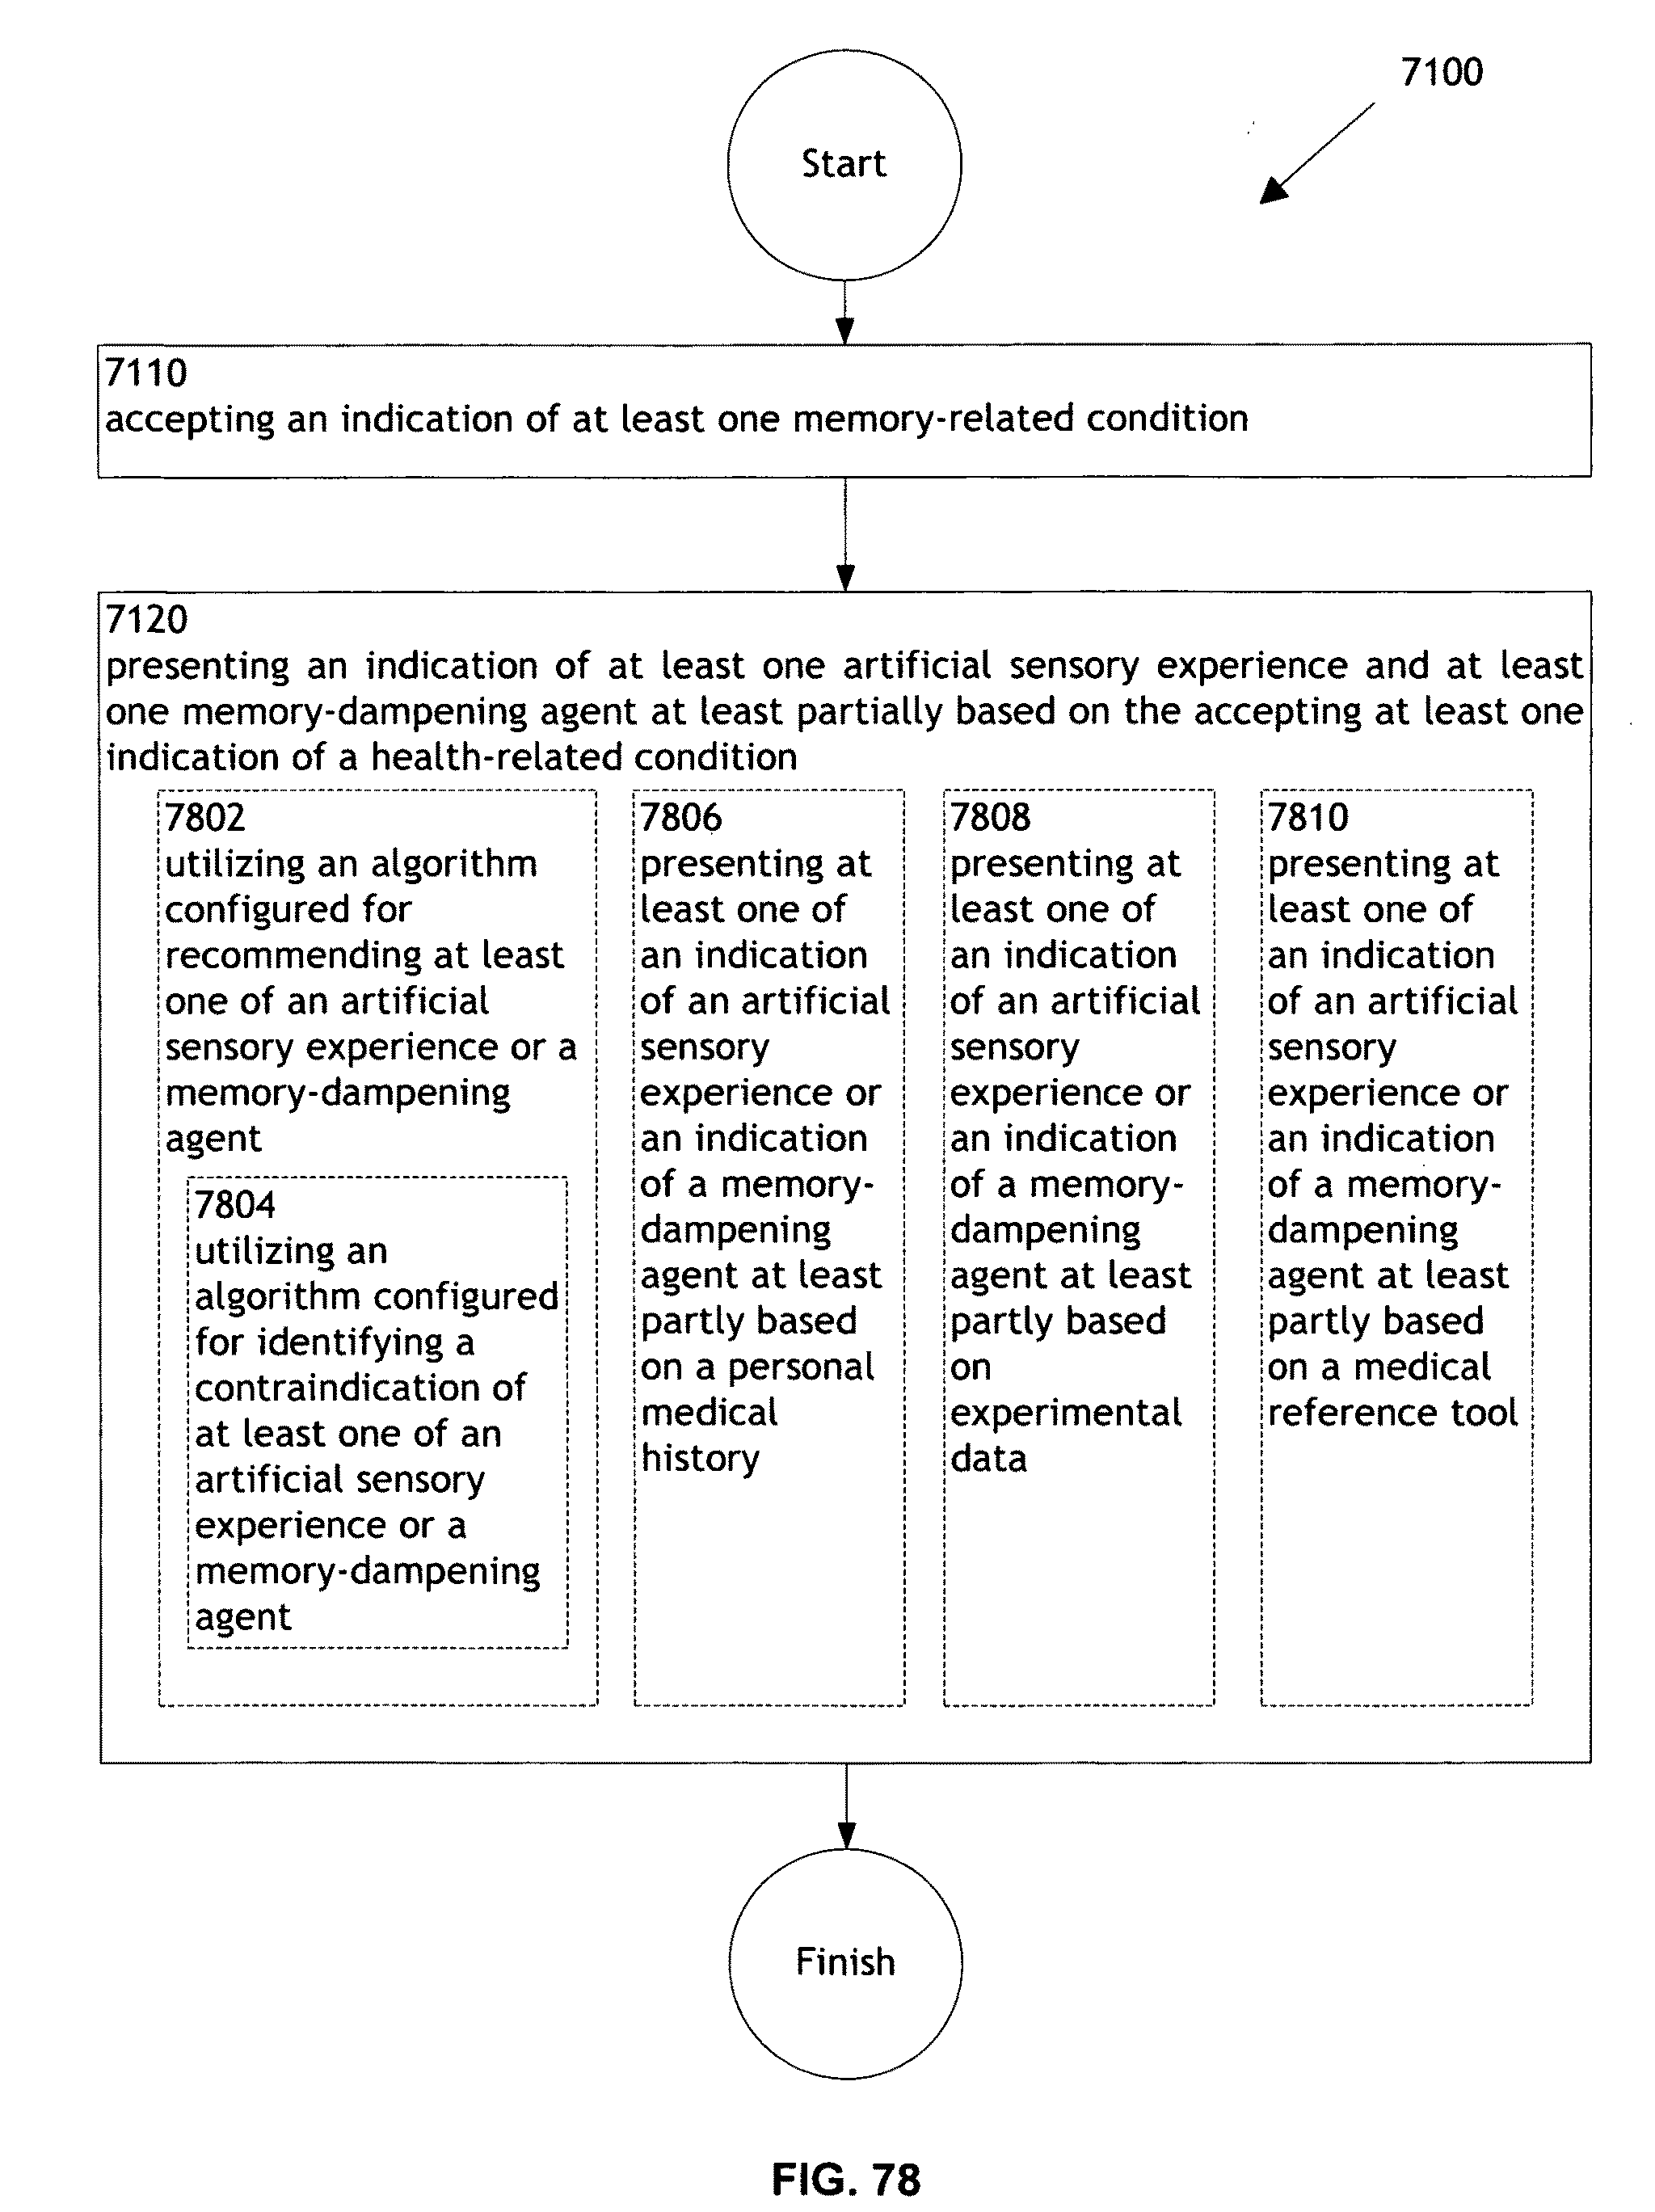 7100
Start
7110
accepting an indication of at least one memory-related condition
7120
presenting an indication of at least one artificial sensory experience and at least
one memory-dampening agent at least partially based on the accepting at least one
indication of a health-related condition
7802
utilizing an algorithm
configured for
recommending at least
one of an artificial
sensory experience or a
memory-dampening
agent
7804
utilizing an
algorithm configured
for identifying a
contraindication of
at least one of an
artificial sensory
experience or a
memory-dampening
agent
7806
presenting at
least one of
an indication
of an artificial
sensory
experience or
an indication
of a memory-
dampening
agent at least
partly based
on a personal
medical
history
7808
presenting at
least one of
an indication
of an artificial
sensory
experience or
an indication
of a memory-
dampening
agent at least
partly based
on
experimental
data
7810
presenting at
least one of
an indication
of an artificial
sensory
experience or
an indication
of a memory-
dampening
agent at least
partly based
on a medical
reference tool
Finish
FIG. 78